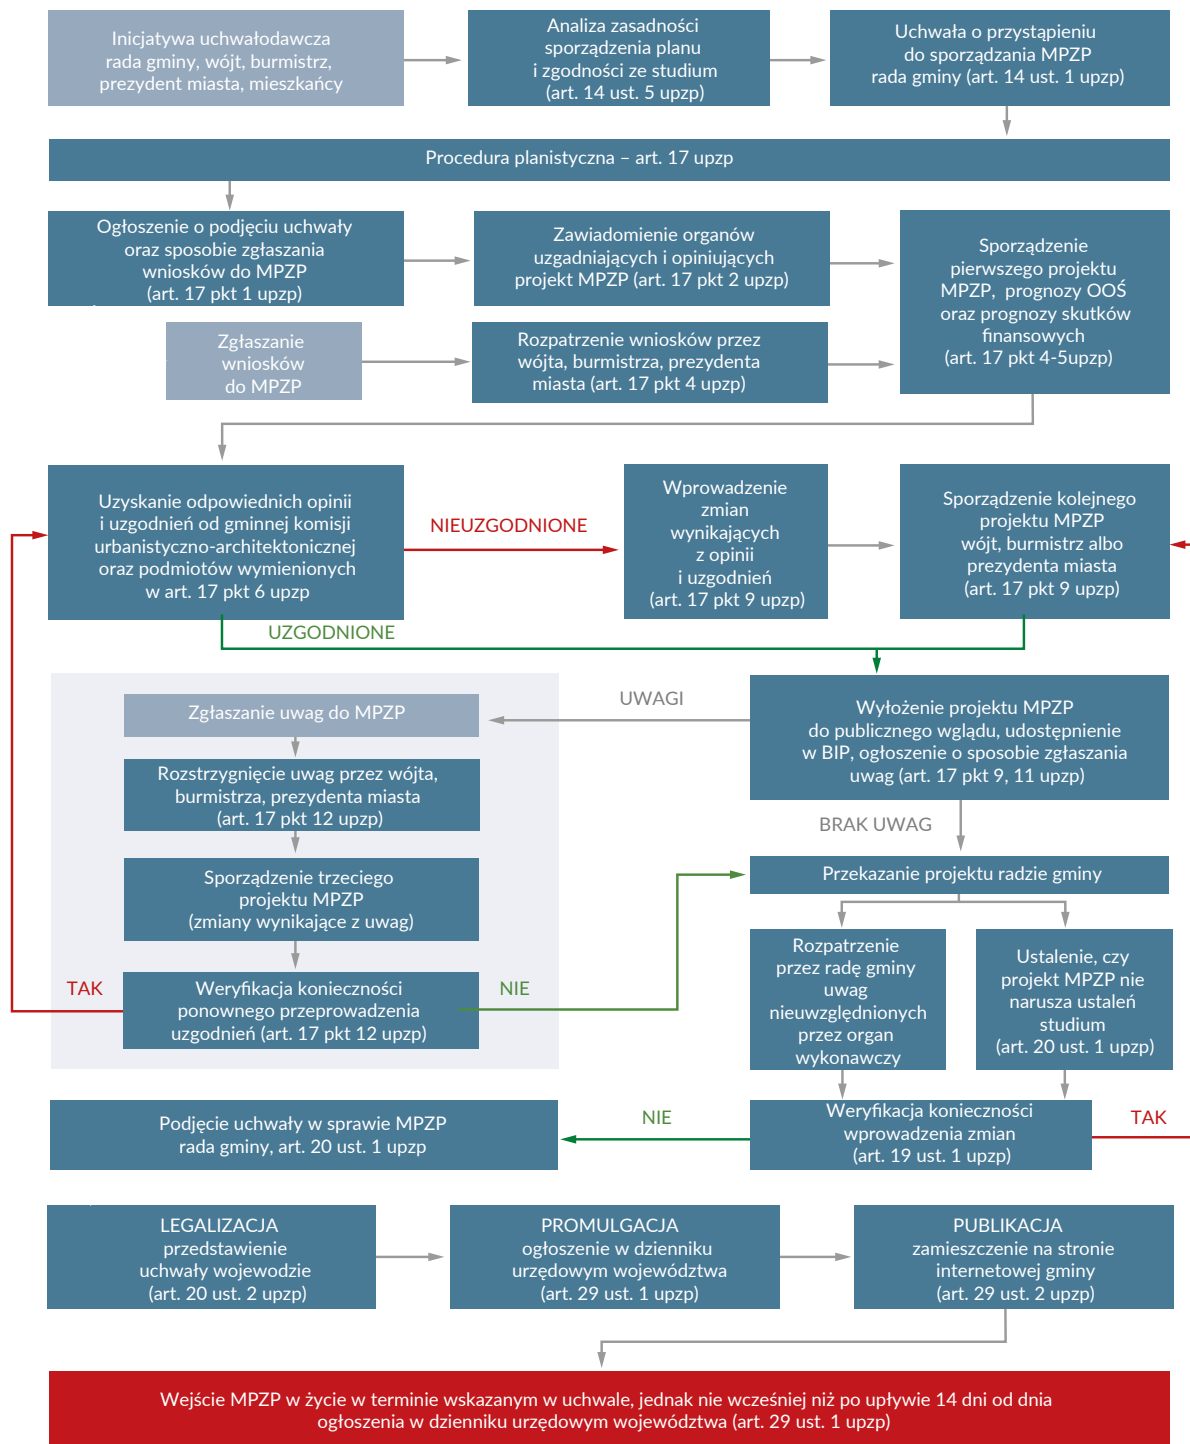 Inicjatywa uchwałodawcza
rada gminy, wójt, burmistrz,
prezydent miasta, mieszkańcy
Analiza zasadności
sporządzenia planu
i zgodności ze studium
(art. 14 ust. 5 upzp)
Uchwała o przystąpieniu
do sporządzania MPZP
rada gminy (art. 14 ust. 1 upzp)
Procedura planistyczna – art. 17 upzp
Ogłoszenie o podjęciu uchwały
oraz sposobie zgłaszania
wniosków do MPZP
(art. 17 pkt 1 upzp)
Zawiadomienie organów
uzgadniających i opiniujących
projekt MPZP (art. 17 pkt 2 upzp)
Sporządzenie
pierwszego projektu
MPZP, prognozy OOŚ
oraz prognozy skutków
finansowych
(art. 17 pkt 4-5upzp)
Zgłaszanie
wniosków
do MPZP
Rozpatrzenie wniosków przez
wójta, burmistrza, prezydenta
miasta (art. 17 pkt 4 upzp)
Uzyskanie odpowiednich opinii
i uzgodnień od gminnej komisji
urbanistyczno-architektonicznej
oraz podmiotów wymienionych
w art. 17 pkt 6 upzp
NIEUZGODNIONE
Wprowadzenie
zmian
wynikających
z opinii
i uzgodnień
(art. 17 pkt 9 upzp)
Sporządzenie kolejnego
projektu MPZP
wójt, burmistrz albo
prezydenta miasta
(art. 17 pkt 9 upzp)
UZGODNIONE
Zgłaszanie uwag do MPZP
UWAGI
Wyłożenie projektu MPZP
do publicznego wglądu, udostępnienie
w BIP, ogłoszenie o sposobie zgłaszania
uwag (art. 17 pkt 9, 11 upzp)
Rozstrzygnięcie uwag przez wójta,
burmistrza, prezydenta miasta
(art. 17 pkt 12 upzp)
BRAK UWAG
Przekazanie projektu radzie gminy
Sporządzenie trzeciego
projektu MPZP
(zmiany wynikające z uwag)
Rozpatrzenie
przez radę gminy
uwag
nieuwzględnionych
przez organ
wykonawczy
Ustalenie, czy
projekt MPZP nie
narusza ustaleń
studium
(art. 20 ust. 1 upzp)
TAK
Weryfikacja konieczności
ponownego przeprowadzenia
uzgodnień (art. 17 pkt 12 upzp)
NIE
Podjęcie uchwały w sprawie MPZP
rada gminy, art. 20 ust. 1 upzp
NIE
Weryfikacja konieczności
wprowadzenia zmian
(art. 19 ust. 1 upzp)
TAK
LEGALIZACJA
przedstawienie
uchwały wojewodzie
(art. 20 ust. 2 upzp)
PROMULGACJA
ogłoszenie w dzienniku
urzędowym województwa
(art. 29 ust. 1 upzp)
PUBLIKACJA
zamieszczenie na stronie
internetowej gminy
(art. 29 ust. 2 upzp)
Wejście MPZP w życie w terminie wskazanym w uchwale, jednak nie wcześniej niż po upływie 14 dni od dnia
ogłoszenia w dzienniku urzędowym województwa (art. 29 ust. 1 upzp)